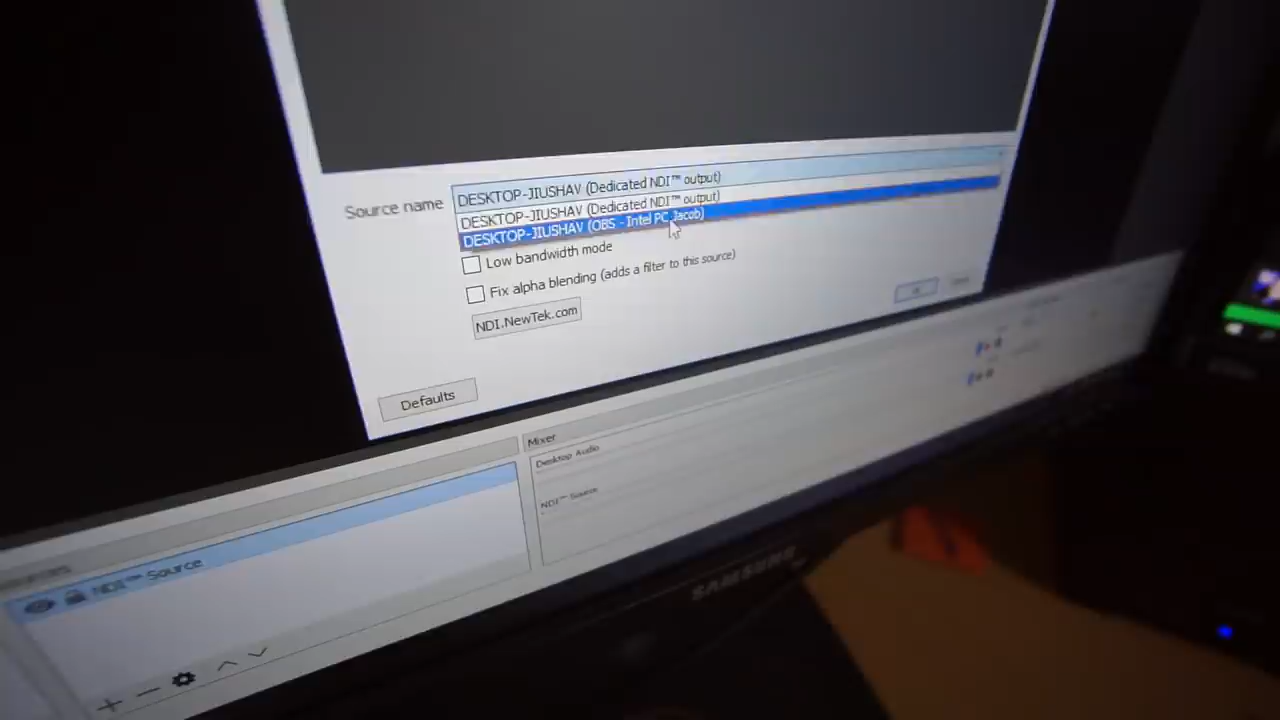 Source name
DESKTOP-JIUSHAV (Dedicated NDI™ output)
DESKTOP-JIUSHAV (Dedicated NDI™ output)
DESKTOP-JIUSHAV (OBS - Intel PC Jacob)
Low bandwidth mode
Fix alpha blending (adds a filter to this source)
NDI.NewTek.com
Defaults
Mixer
Desktop Audio
NDI™ Source
NDI™ Source
SAMSUNG